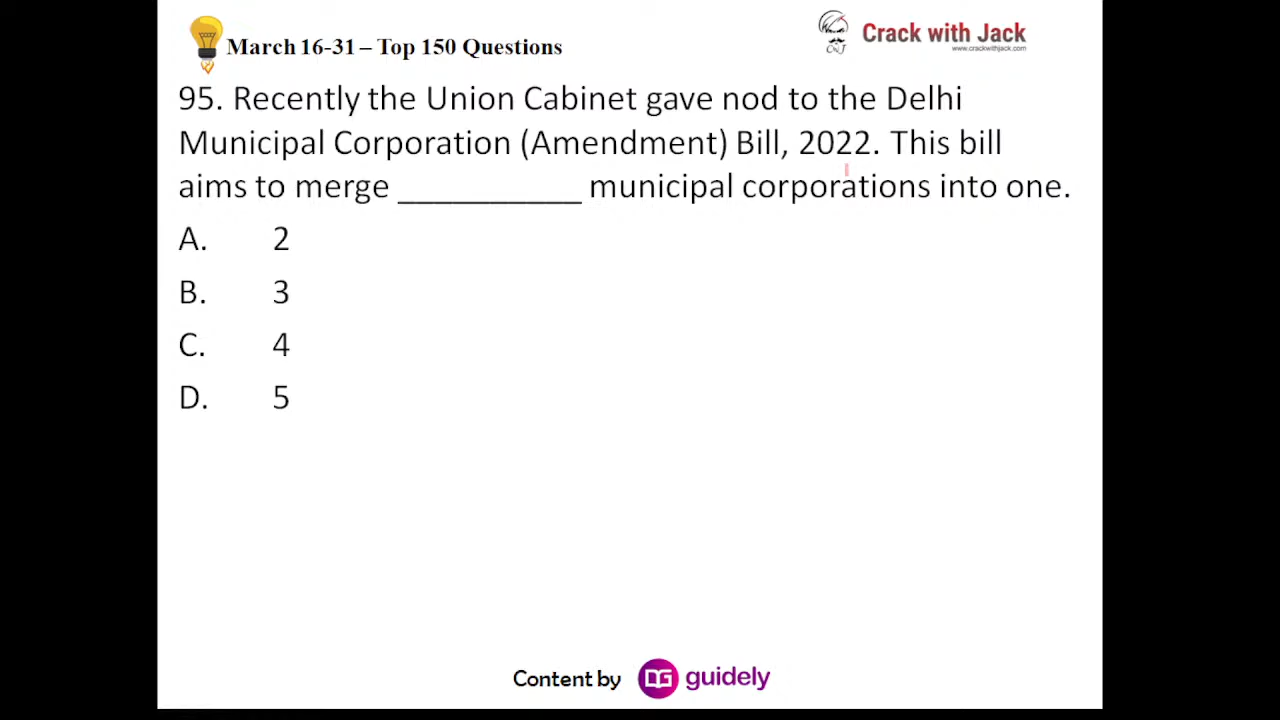 March 16-31 – Top 150 Questions
Crack with Jack
www.crackwithjack.com
CWJ
95. Recently the Union Cabinet gave nod to the Delhi
Municipal Corporation (Amendment) Bill, 2022. This bill
aims to merge __________ municipal corporations into one.
A. 2
B. 3
C. 4
D. 5
Content by guidely